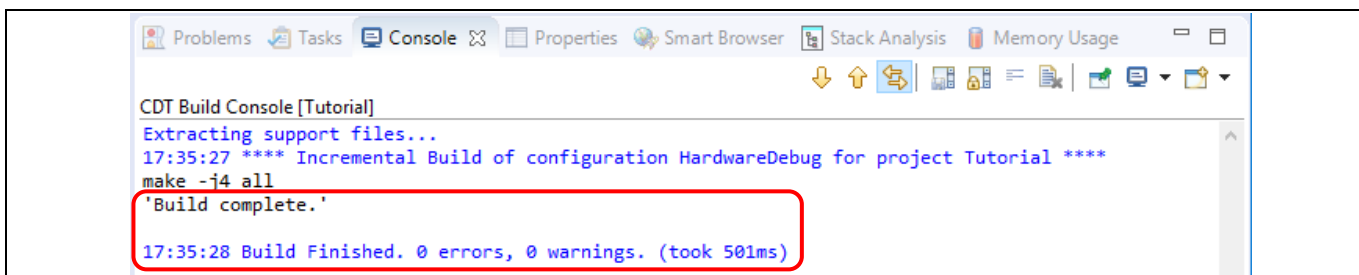 Problems Tasks Console Properties Smart Browser Stack Analysis Memory Usage
CDT Build Console [Tutorial]
Extracting support files...
17:35:27 **** Incremental Build of configuration HardwareDebug for project Tutorial ****
make -j4 all
'Build complete.'
17:35:28 Build Finished. 0 errors, 0 warnings. (took 501ms)